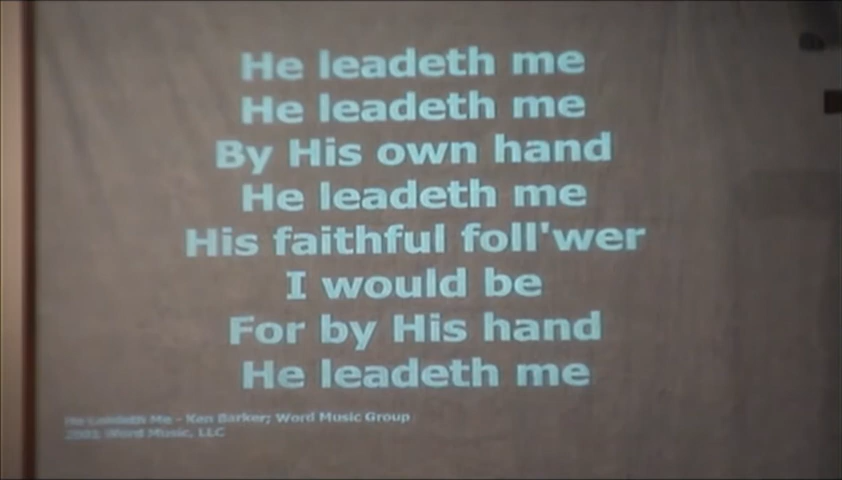 He leadeth me
He leadeth me
By His own hand
He leadeth me
His faithful foll'wer
I would be
For by His hand
He leadeth me
He Leadeth Me - Ken Barker; Word Music Group
Word Music, LLC